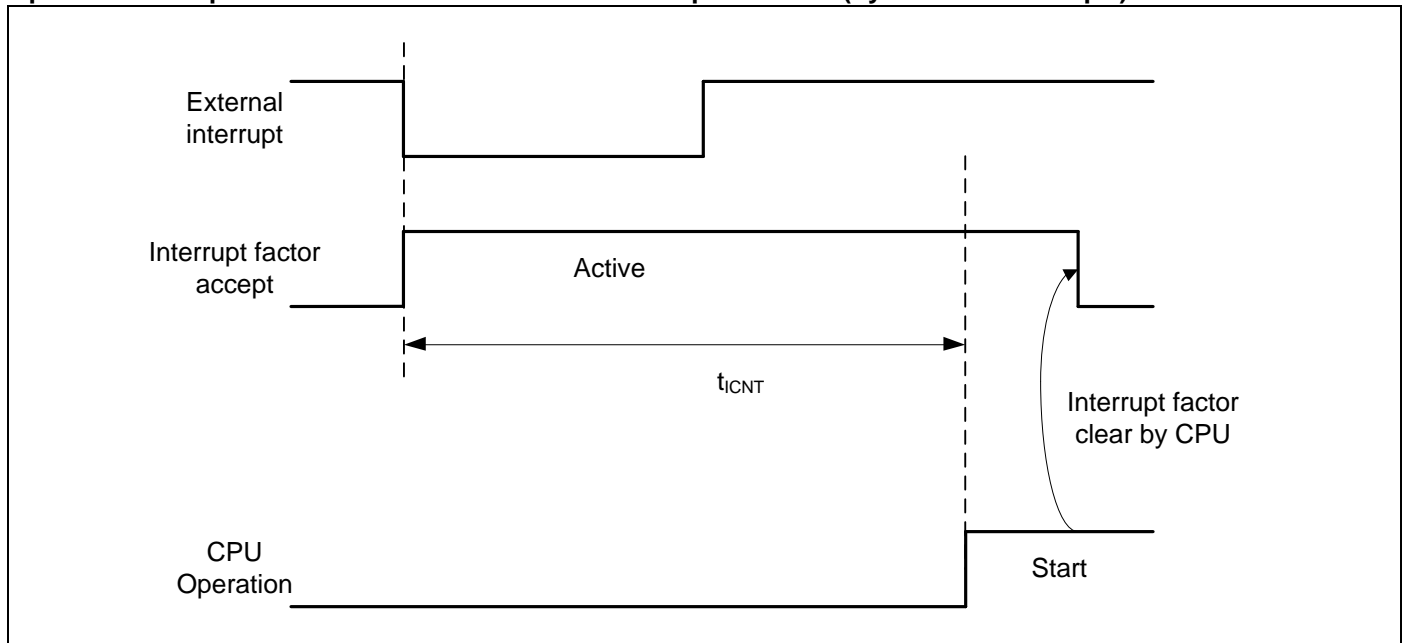 External
interrupt
Interrupt factor
accept
Active
tICNT
Interrupt factor
clear by CPU
CPU
Operation
Start